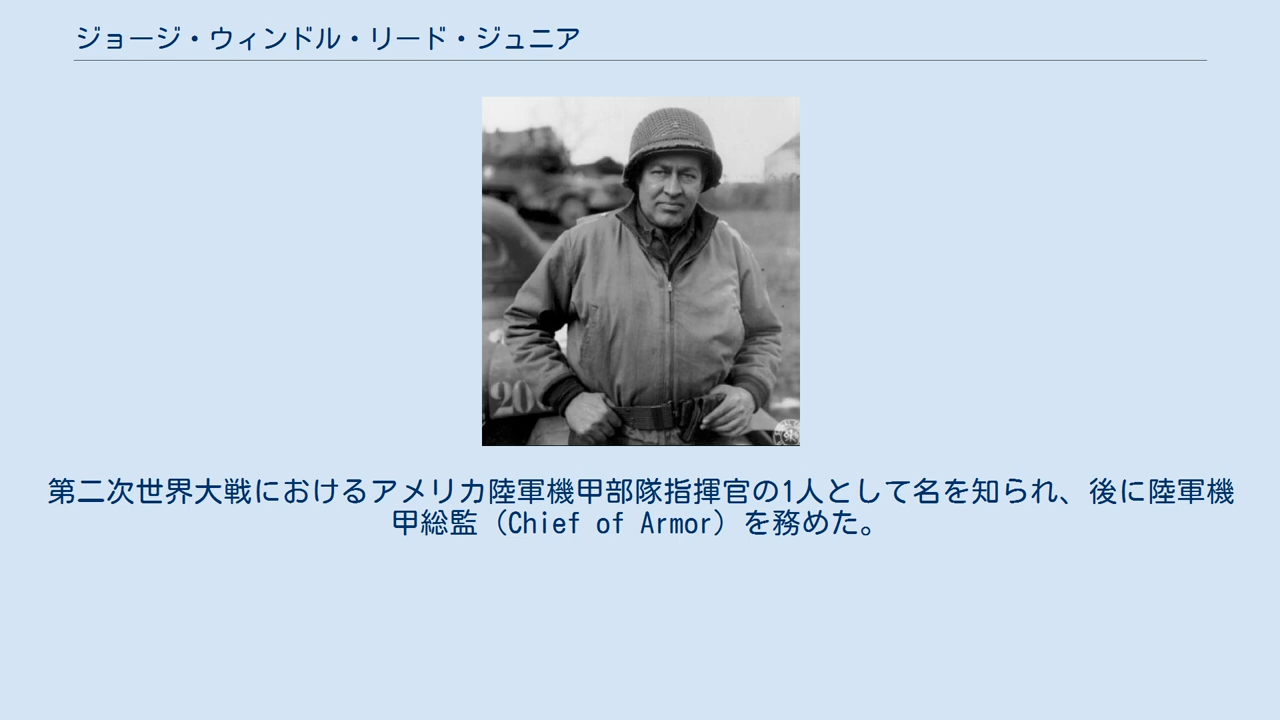 ジョージ・ウィンドル・リード・ジュニア
20
第二次世界大戦におけるアメリカ陸軍機甲部隊指揮官の1人として名を知られ、後に陸軍機
甲総監（Chief of Armor）を務めた。